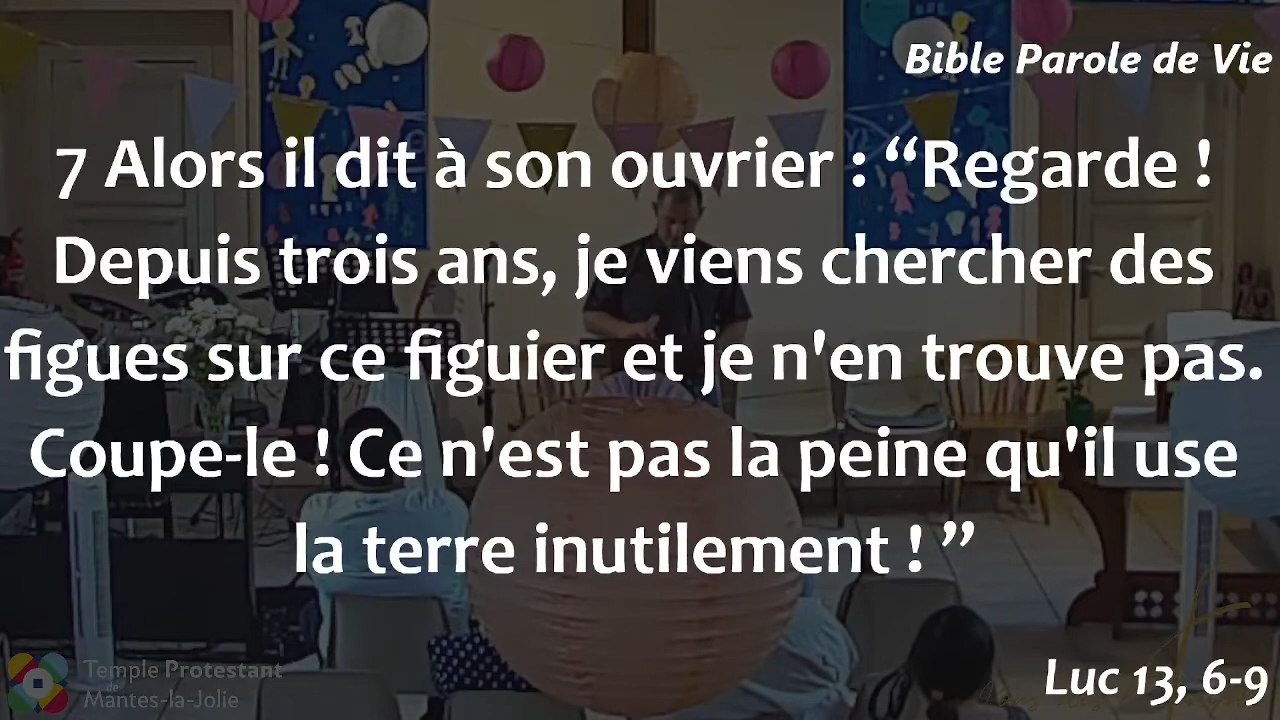 Bible Parole de Vie
7 Alors il dit à son ouvrier : “Regarde !
Depuis trois ans, je viens chercher des
figues sur ce figuier et je n'en trouve pas.
Coupe-le ! Ce n'est pas la peine qu'il use
la terre inutilement ! ”
Luc 13, 6-9
Temple Protestant
de
Mantes-la-Jolie